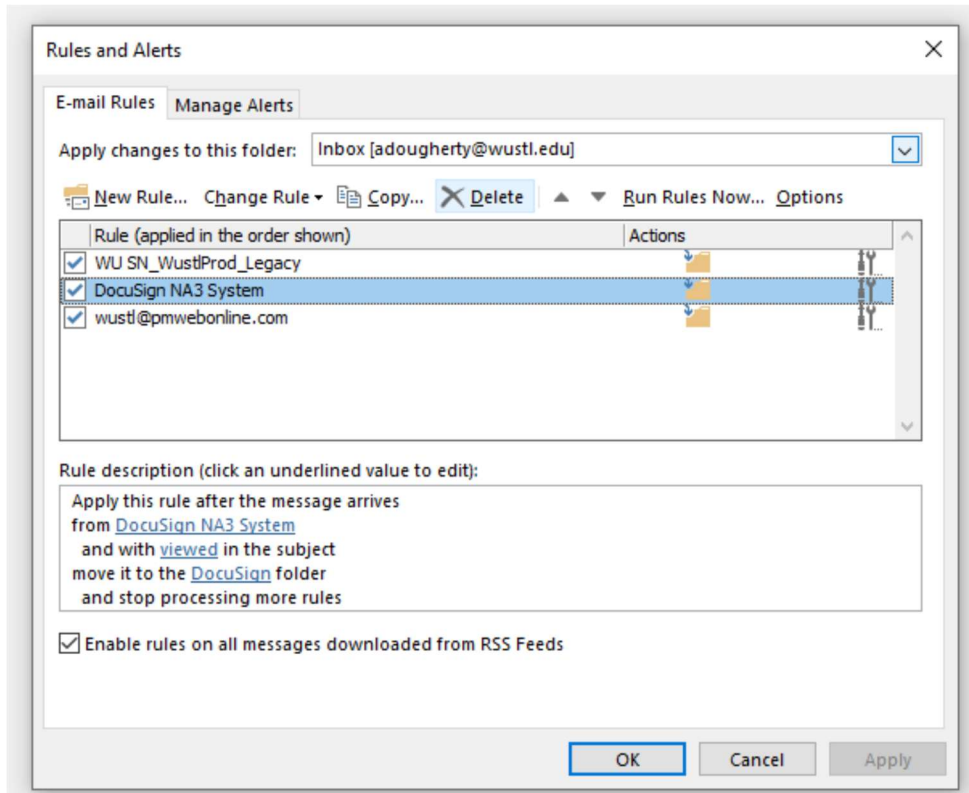 Rules and Alerts
E-mail Rules Manage Alerts
Apply changes to this folder: Inbox [adougherty@wustl.edu]
New Rule... Change Rule Copy... Delete Run Rules Now... Options
Rule (applied in the order shown) Actions
WU SN_WustlProd_Legacy
DocuSign NA3 System
wustl@pmwebonline.com
Rule description (click an underlined value to edit):
Apply this rule after the message arrives
from DocuSign NA3 System
and with viewed in the subject
move it to the DocuSign folder
and stop processing more rules
Enable rules on all messages downloaded from RSS Feeds
OK Cancel Apply